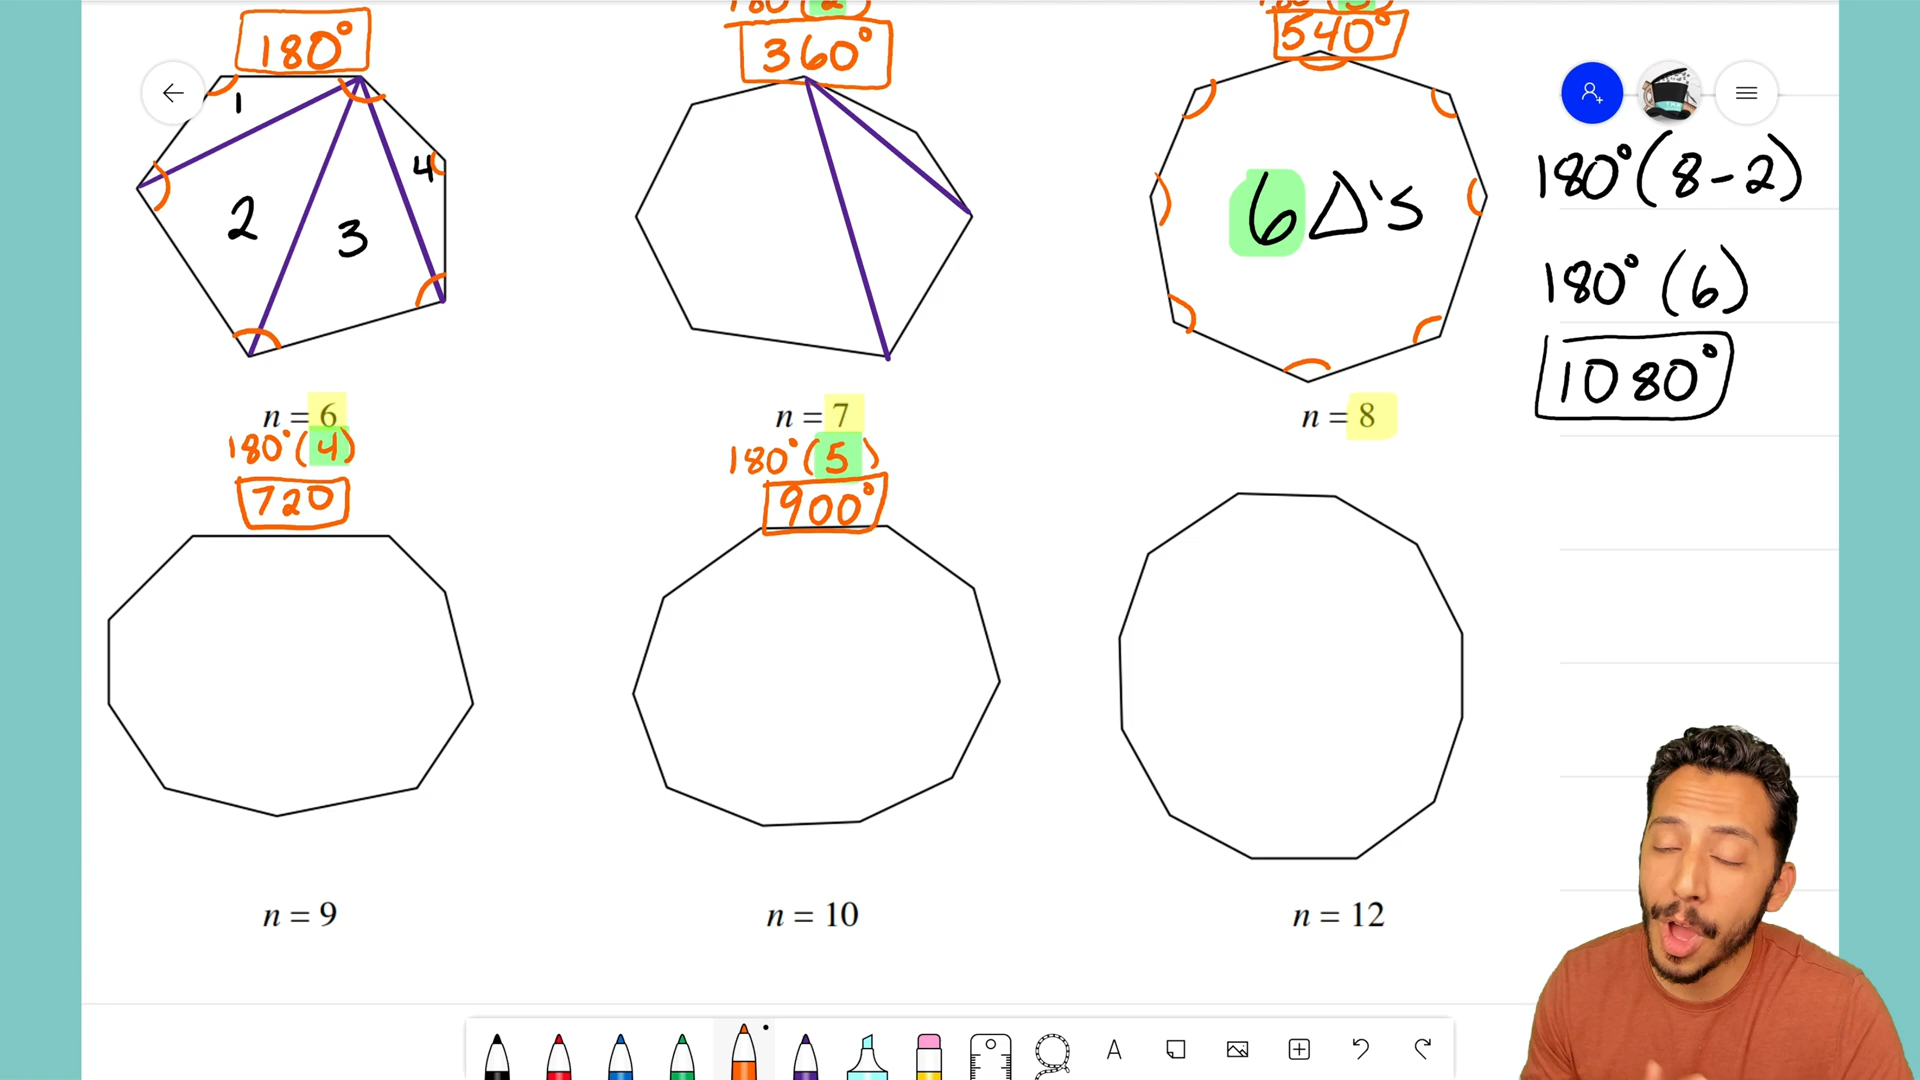 180°
360°
540°
1
2
3
4
6 Δ's
180°(8-2)
180°(6)
1080°
n = 6
180°(4)
720
n = 7
180°(5)
900°
n = 8
n = 9
n = 10
n = 12
A